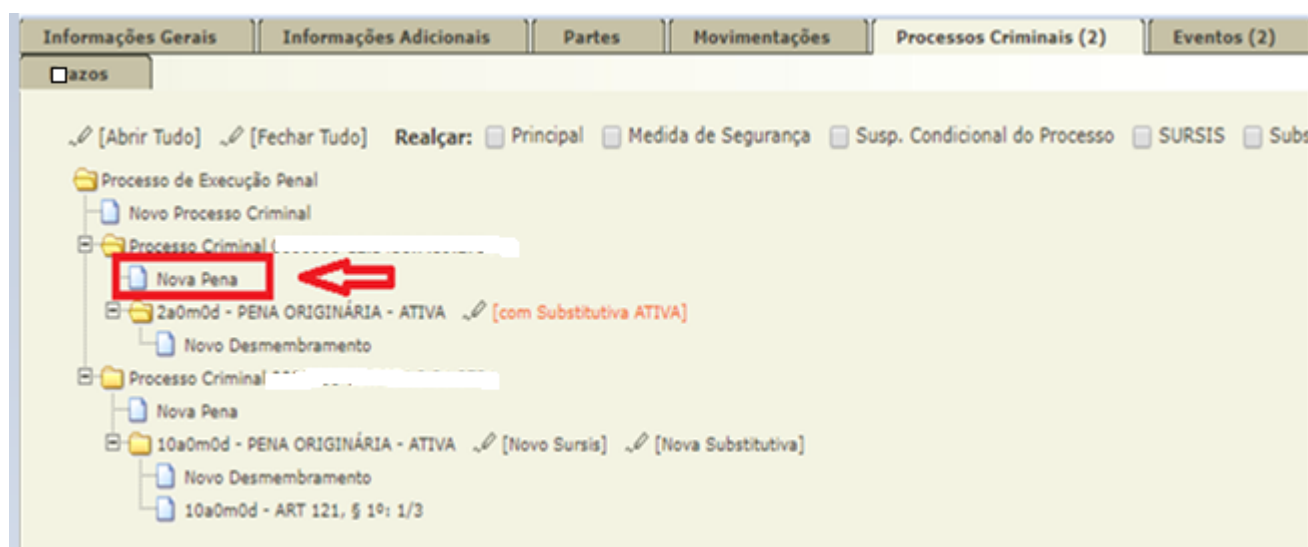 Informações Gerais Informações Adicionais Partes Movimentações Processos Criminais (2) Eventos (2)
azos
[Abrir Tudo] [Fechar Tudo] Realçar: Principal Medida de Segurança Susp. Condicional do Processo SURSIS Subs
Processo de Execução Penal
Novo Processo Criminal
Processo Criminal
Nova Pena
2a0m0d - PENA ORIGINÁRIA - ATIVA [com Substitutiva ATIVA]
Novo Desmembramento
Processo Criminal
Nova Pena
10a0m0d - PENA ORIGINÁRIA - ATIVA [Novo Sursis] [Nova Substitutiva]
Novo Desmembramento
10a0m0d - ART 121, § 1º: 1/3